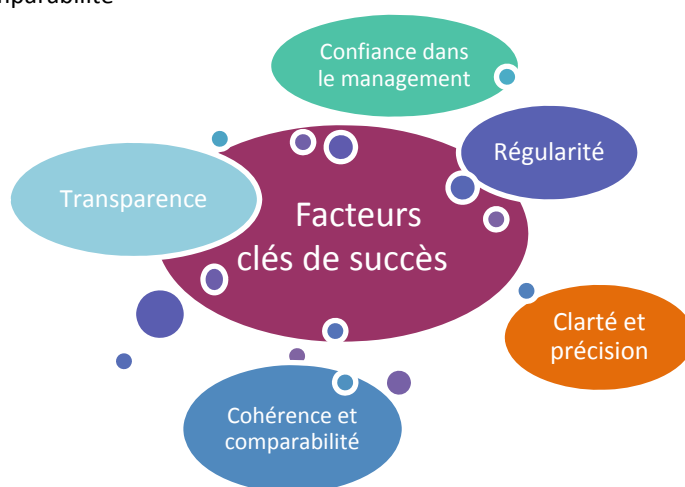 Confiance dans
le management
Régularité
Transparence
Facteurs
clés de succès
Clarté et
précision
Cohérence et
comparabilité